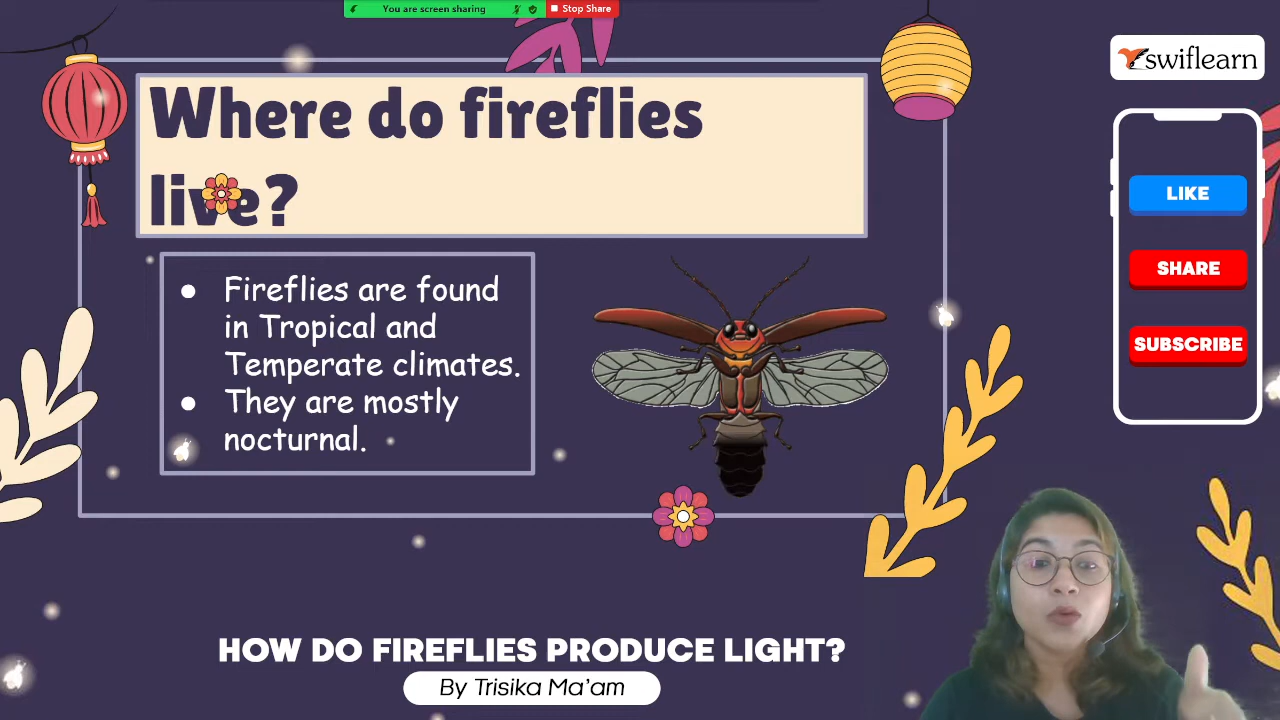 You are screen sharing
Stop Share
swiflearn
Where do fireflies
live?
LIKE
SHARE
SUBSCRIBE
● Fireflies are found
in Tropical and
Temperate climates.
● They are mostly
nocturnal.
HOW DO FIREFLIES PRODUCE LIGHT?
By Trisika Ma'am